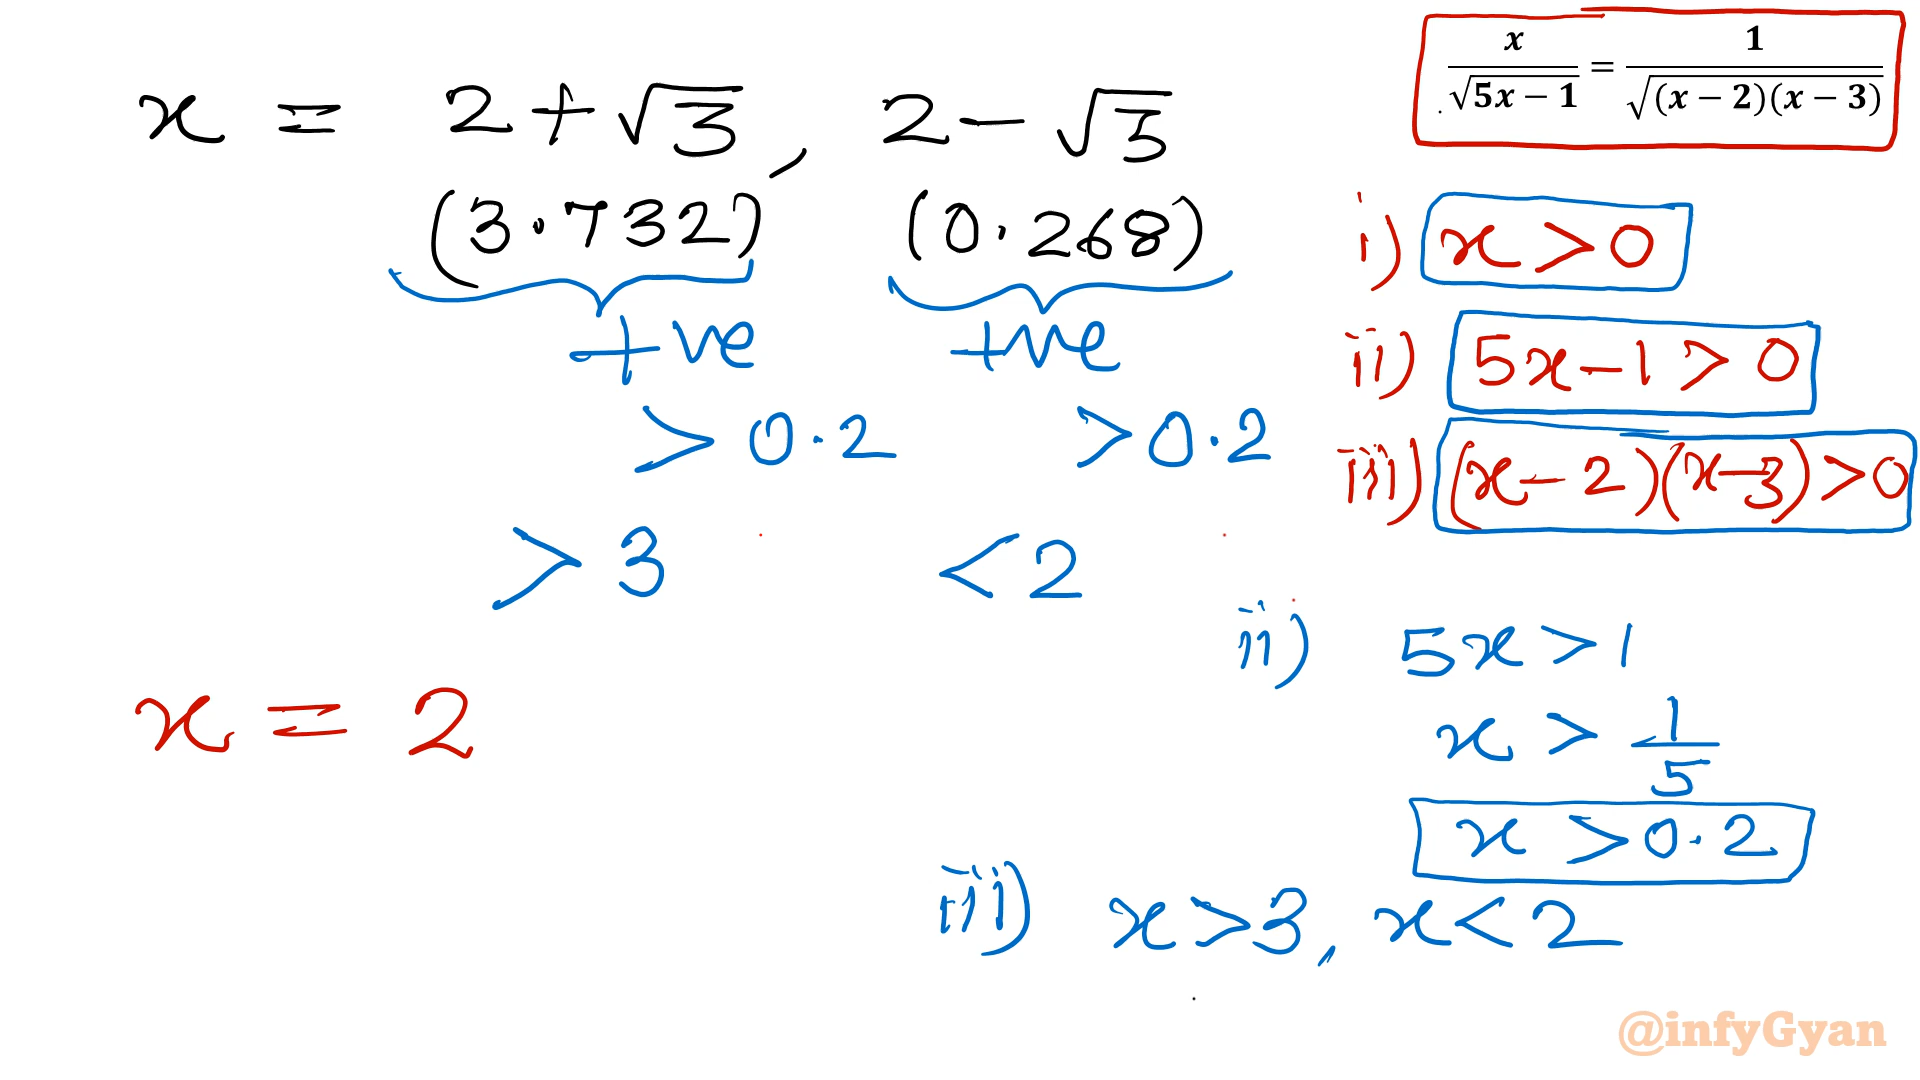 x / √(5x − 1) = 1 / √((x − 2)(x − 3))
x = 2 + √3, 2 − √3
(3.732) (0.268)
+ve +ve
> 0.2 > 0.2
> 3 < 2
x = 2
i) x > 0
ii) 5x − 1 > 0
iii) (x − 2)(x − 3) > 0
ii) 5x > 1
x > 1/5
x > 0.2
iii) x > 3, x < 2
@infyGyan